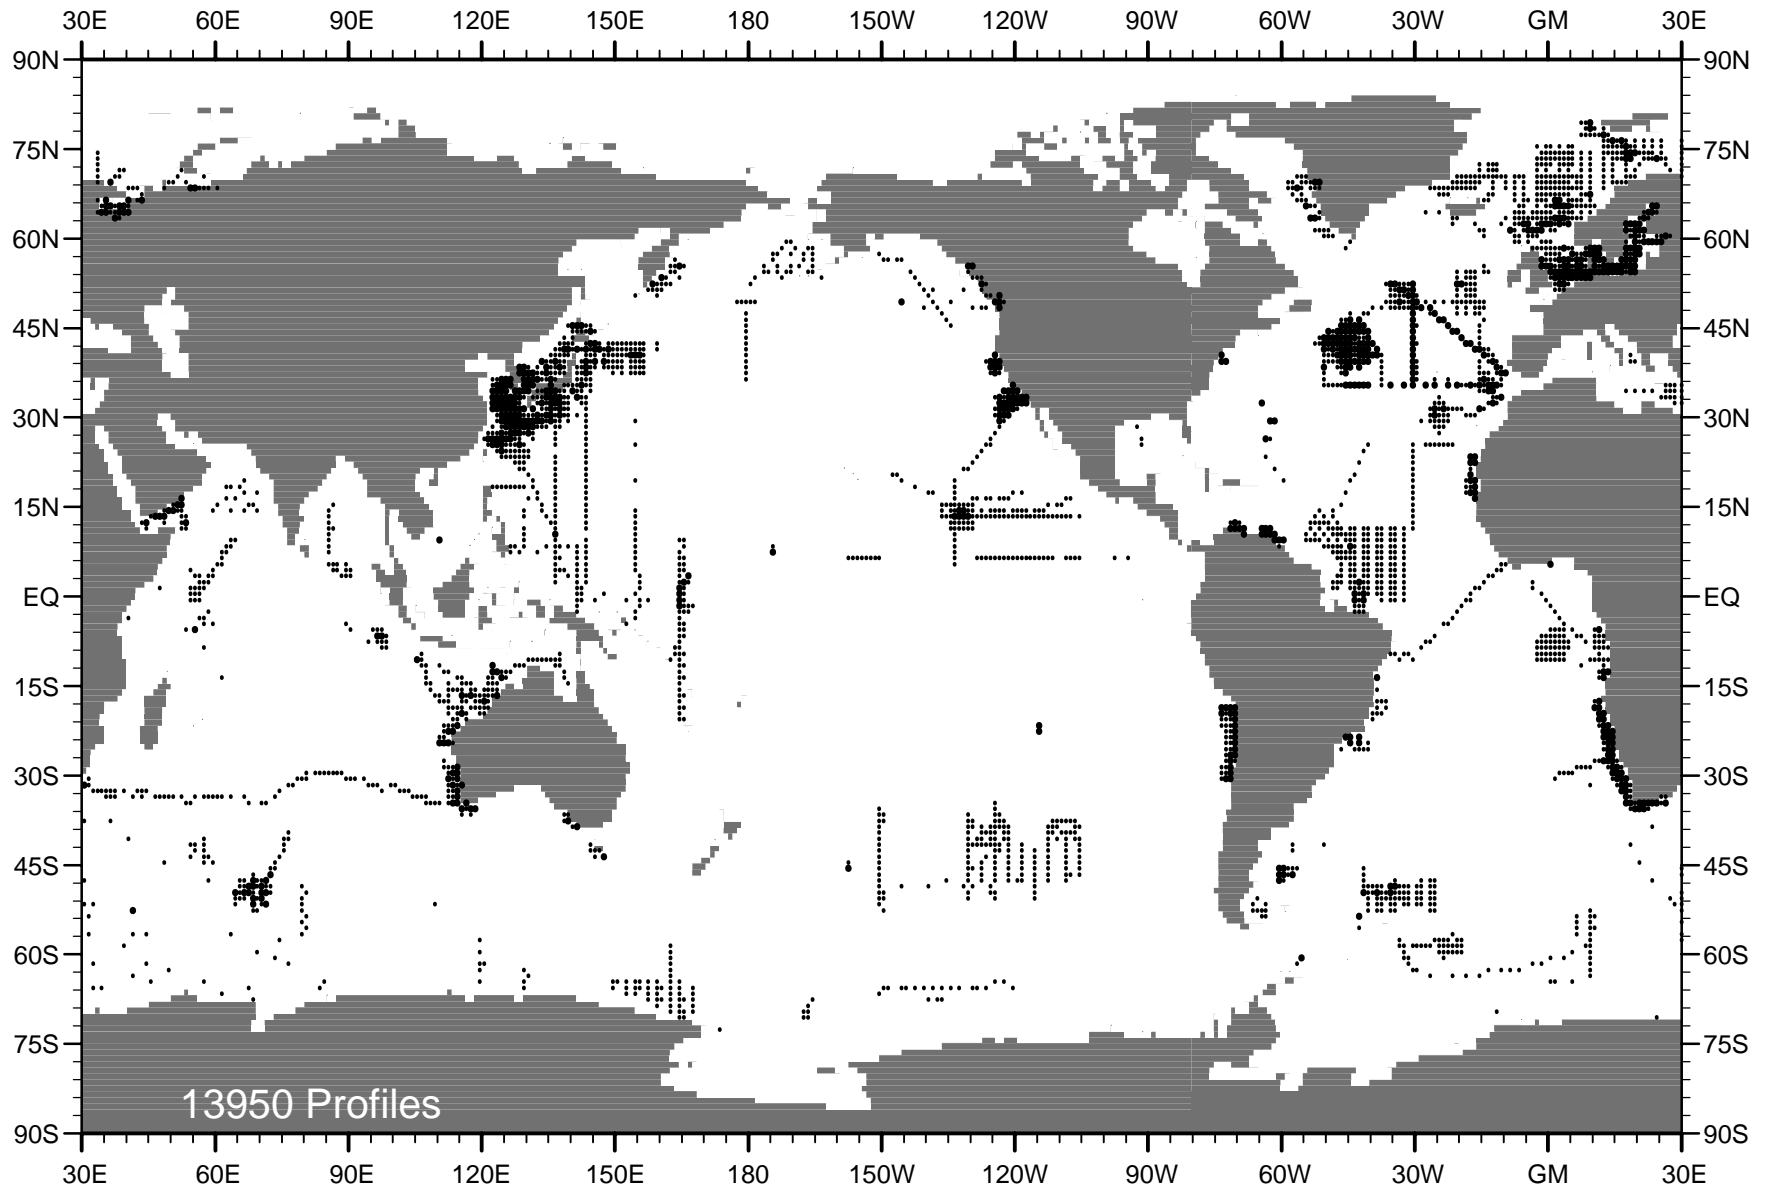 30E 60E 90E 120E 150E 180 150W 120W 90W 60W 30W GM 30E
90N 90N
75N 75N
60N 60N
45N 45N
30N 30N
15N 15N
EQ EQ
15S 15S
30S 30S
45S 45S
60S 60S
75S 75S
13950 Profiles
90S 90S
30E 60E 90E 120E 150E 180 150W 120W 90W 60W 30W GM 30E